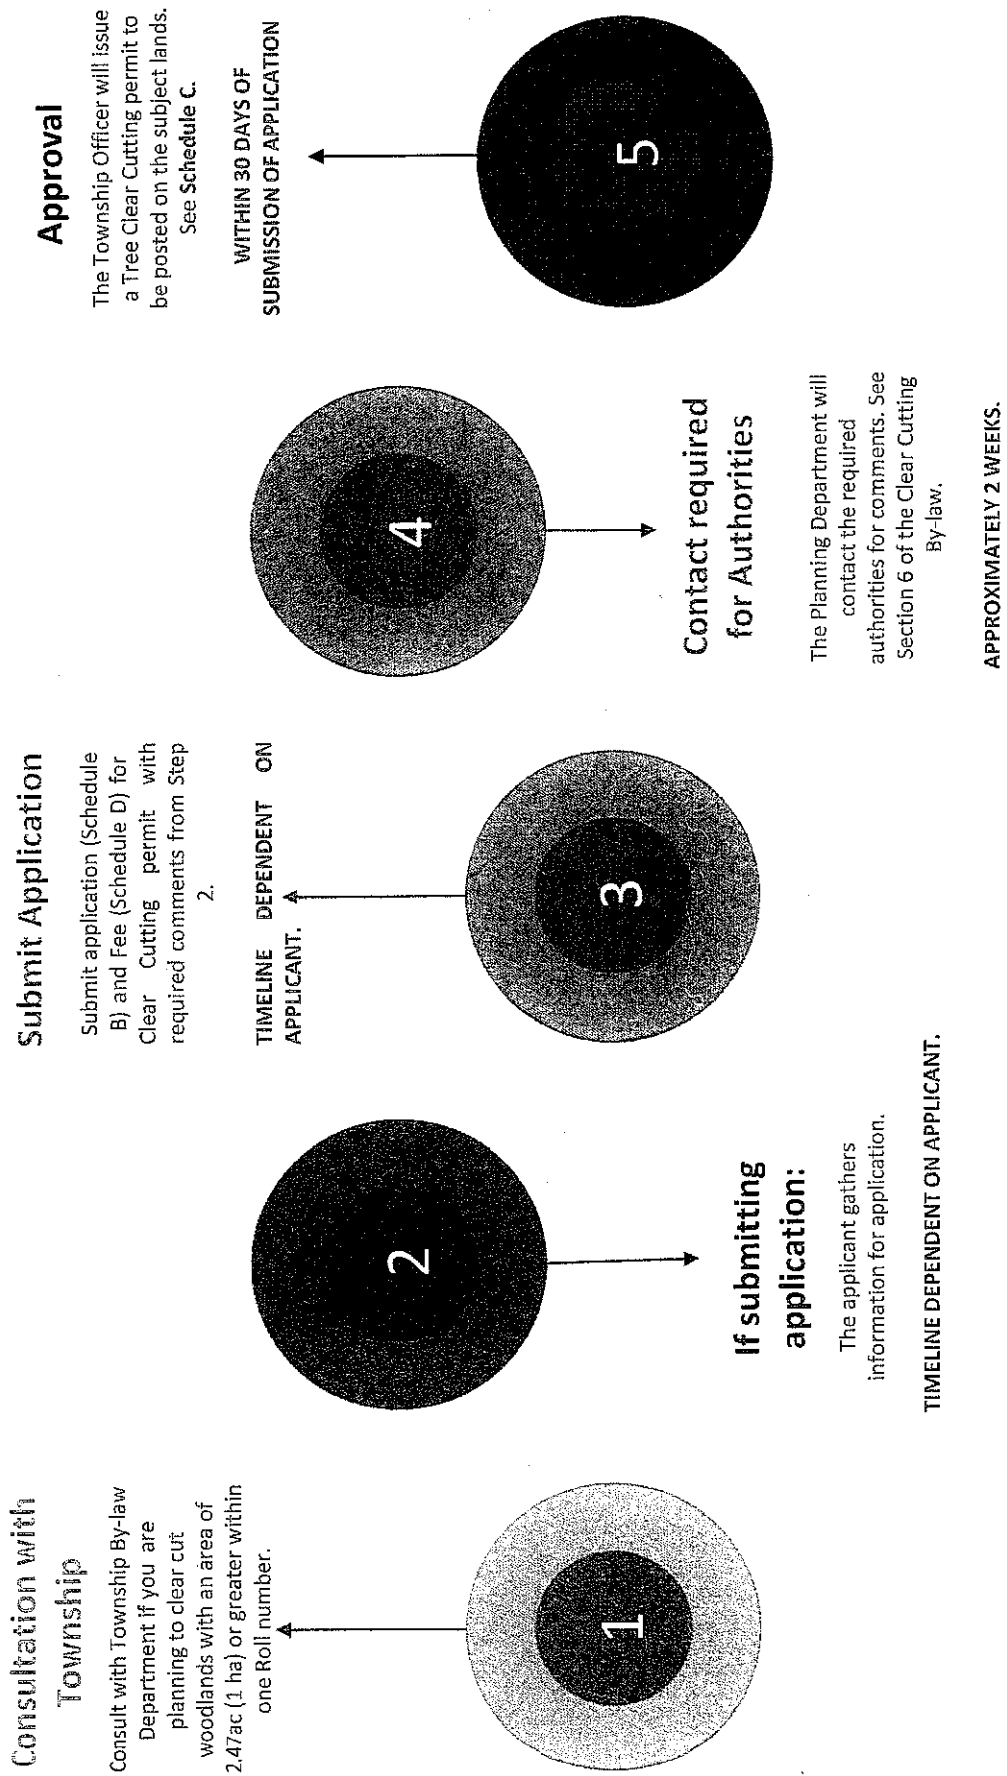 Consultation with
Township
Consult with Township By-law
Department if you are
planning to clear cut
woodlands with an area of
2.47ac (1 ha) or greater within
one Roll number.
1
2
If submitting
application:
The applicant gathers
information for application.
TIMELINE DEPENDENT ON APPLICANT.
Submit Application
Submit application (Schedule
B) and Fee (Schedule D) for
Clear Cutting permit with
required comments from Step
2.
TIMELINE DEPENDENT ON
APPLICANT.
3
4
Contact required
for Authorities
The Planning Department will
contact the required
authorities for comments. See
Section 6 of the Clear Cutting
By-law.
APPROXIMATELY 2 WEEKS.
Approval
The Township Officer will issue
a Tree Clear Cutting permit to
be posted on the subject lands.
See Schedule C.
WITHIN 30 DAYS OF
SUBMISSION OF APPLICATION
5